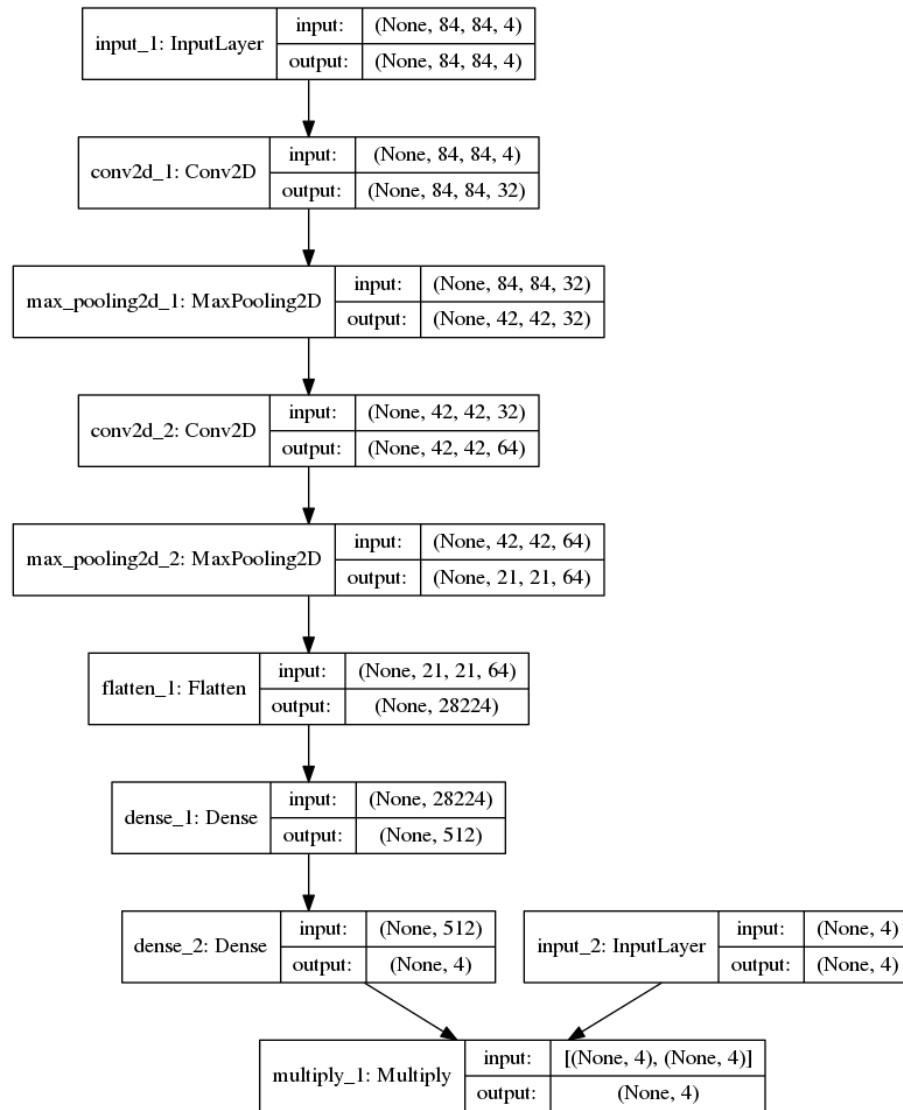 input_1: InputLayer
input: (None, 84, 84, 4)
output: (None, 84, 84, 4)
conv2d_1: Conv2D
input: (None, 84, 84, 4)
output: (None, 84, 84, 32)
max_pooling2d_1: MaxPooling2D
input: (None, 84, 84, 32)
output: (None, 42, 42, 32)
conv2d_2: Conv2D
input: (None, 42, 42, 32)
output: (None, 42, 42, 64)
max_pooling2d_2: MaxPooling2D
input: (None, 42, 42, 64)
output: (None, 21, 21, 64)
flatten_1: Flatten
input: (None, 21, 21, 64)
output: (None, 28224)
dense_1: Dense
input: (None, 28224)
output: (None, 512)
dense_2: Dense
input: (None, 512)
output: (None, 4)
input_2: InputLayer
input: (None, 4)
output: (None, 4)
multiply_1: Multiply
input: [(None, 4), (None, 4)]
output: (None, 4)